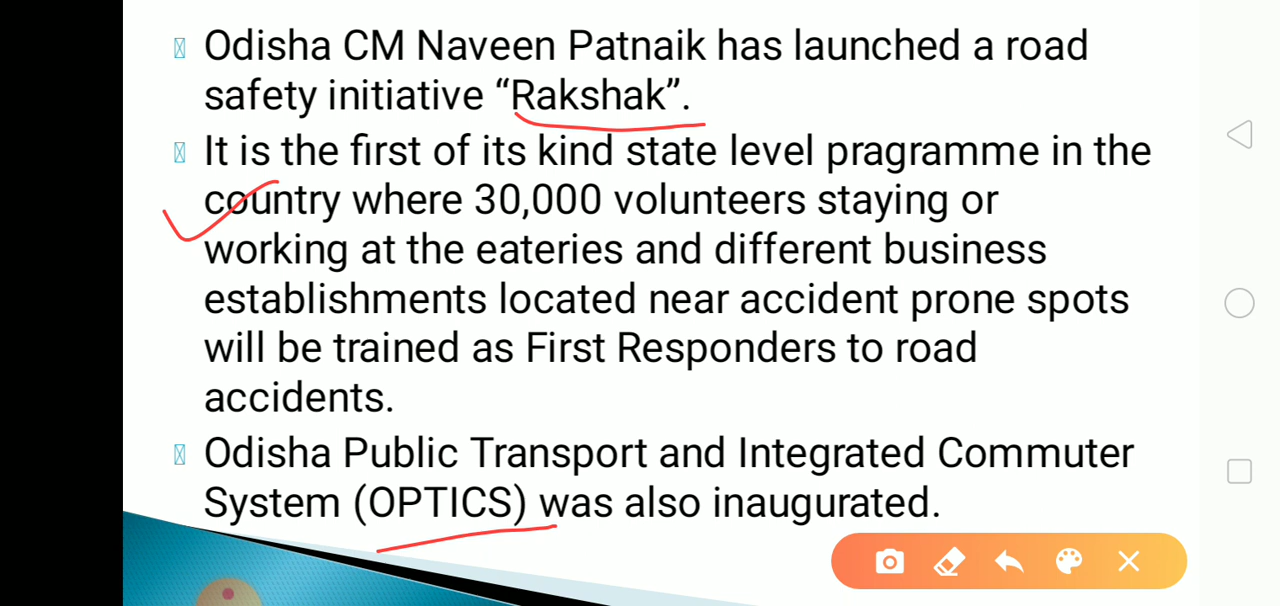 Odisha CM Naveen Patnaik has launched a road
safety initiative “Rakshak”.
It is the first of its kind state level pragramme in the
country where 30,000 volunteers staying or
working at the eateries and different business
establishments located near accident prone spots
will be trained as First Responders to road
accidents.
Odisha Public Transport and Integrated Commuter
System (OPTICS) was also inaugurated.